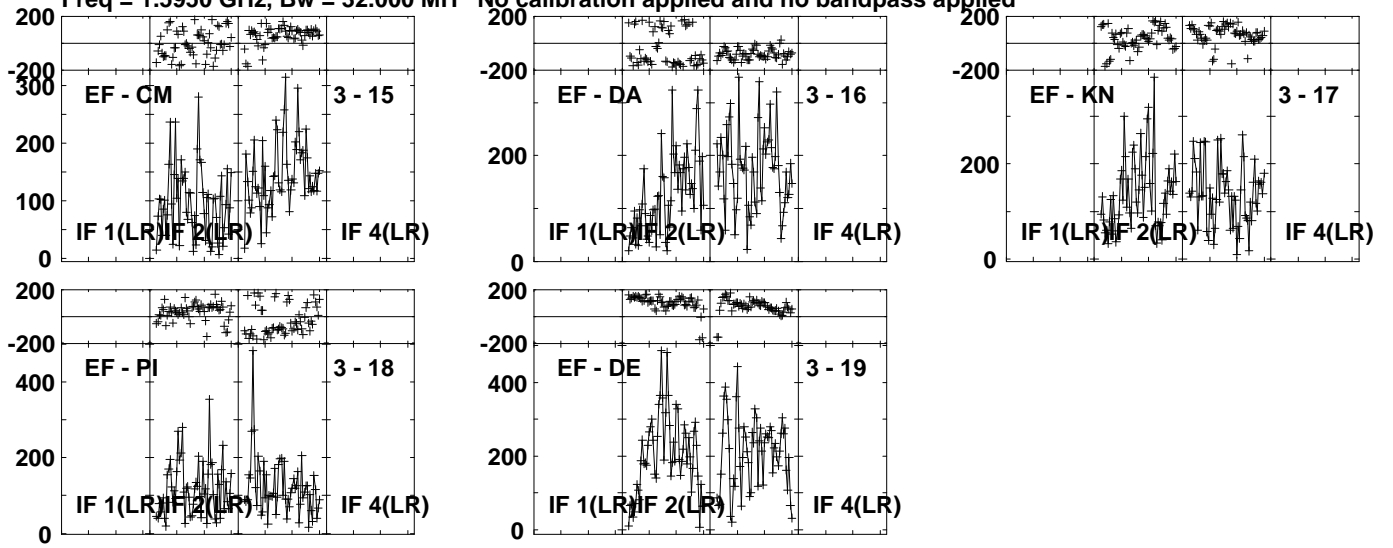 Freq = 1.5950 GHz, Bw = 32.000 MH No calibration applied and no bandpass applied
200
-200
300
200
100
0
EF - CM
3 - 15
IF 1(LR)
IF 2(LR)
IF 4(LR)
200
-200
200
0
EF - DA
3 - 16
IF 1(LR)
IF 2(LR)
IF 4(LR)
200
-200
200
0
EF - KN
3 - 17
IF 1(LR)
IF 2(LR)
IF 4(LR)
200
-200
400
200
0
EF - PI
3 - 18
IF 1(LR)
IF 2(LR)
IF 4(LR)
200
-200
400
200
0
EF - DE
3 - 19
IF 1(LR)
IF 2(LR)
IF 4(LR)